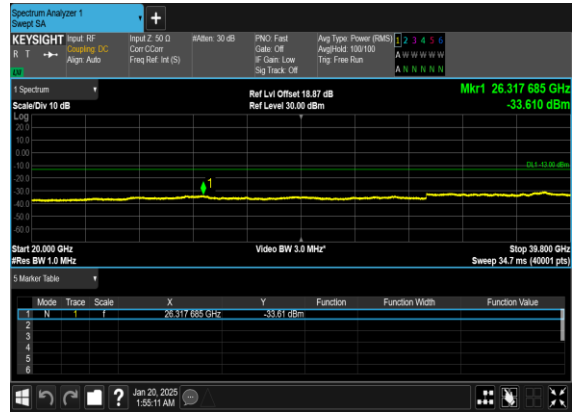 Spectrum Analyzer 1
Swept SA
+
KEYSIGHT Input: RF Input Z: 50 Ω #Atten: 30 dB PNO: Fast Avg Type: Power (RMS) 1 2 3 4 5 6
R T Coupling: DC Corr CCorr Gate: Off Avg|Hold: 100/100 A W W W W W
Align: Auto Freq Ref: Int (S) IF Gain: Low Trig: Free Run A N N N N N
Sig Track: Off
1 Spectrum Ref Lvl Offset 18.87 dB Mkr1 26.317 685 GHz
Scale/Div 10 dB Ref Level 30.00 dBm -33.610 dBm
Log
20.0
10.0
0.00
-10.0 DL1 -13.00 dBm
-20.0
-30.0 1
-40.0
-50.0
-60.0
Start 20.000 GHz Video BW 3.0 MHz* Stop 39.800 GHz
#Res BW 1.0 MHz Sweep 34.7 ms (40001 pts)
5 Marker Table
Mode Trace Scale X Y Function Function Width Function Value
1 N 1 f 26.317 685 GHz -33.61 dBm
2
3
4
5
6
? Jan 20, 2025
1:55:11 AM